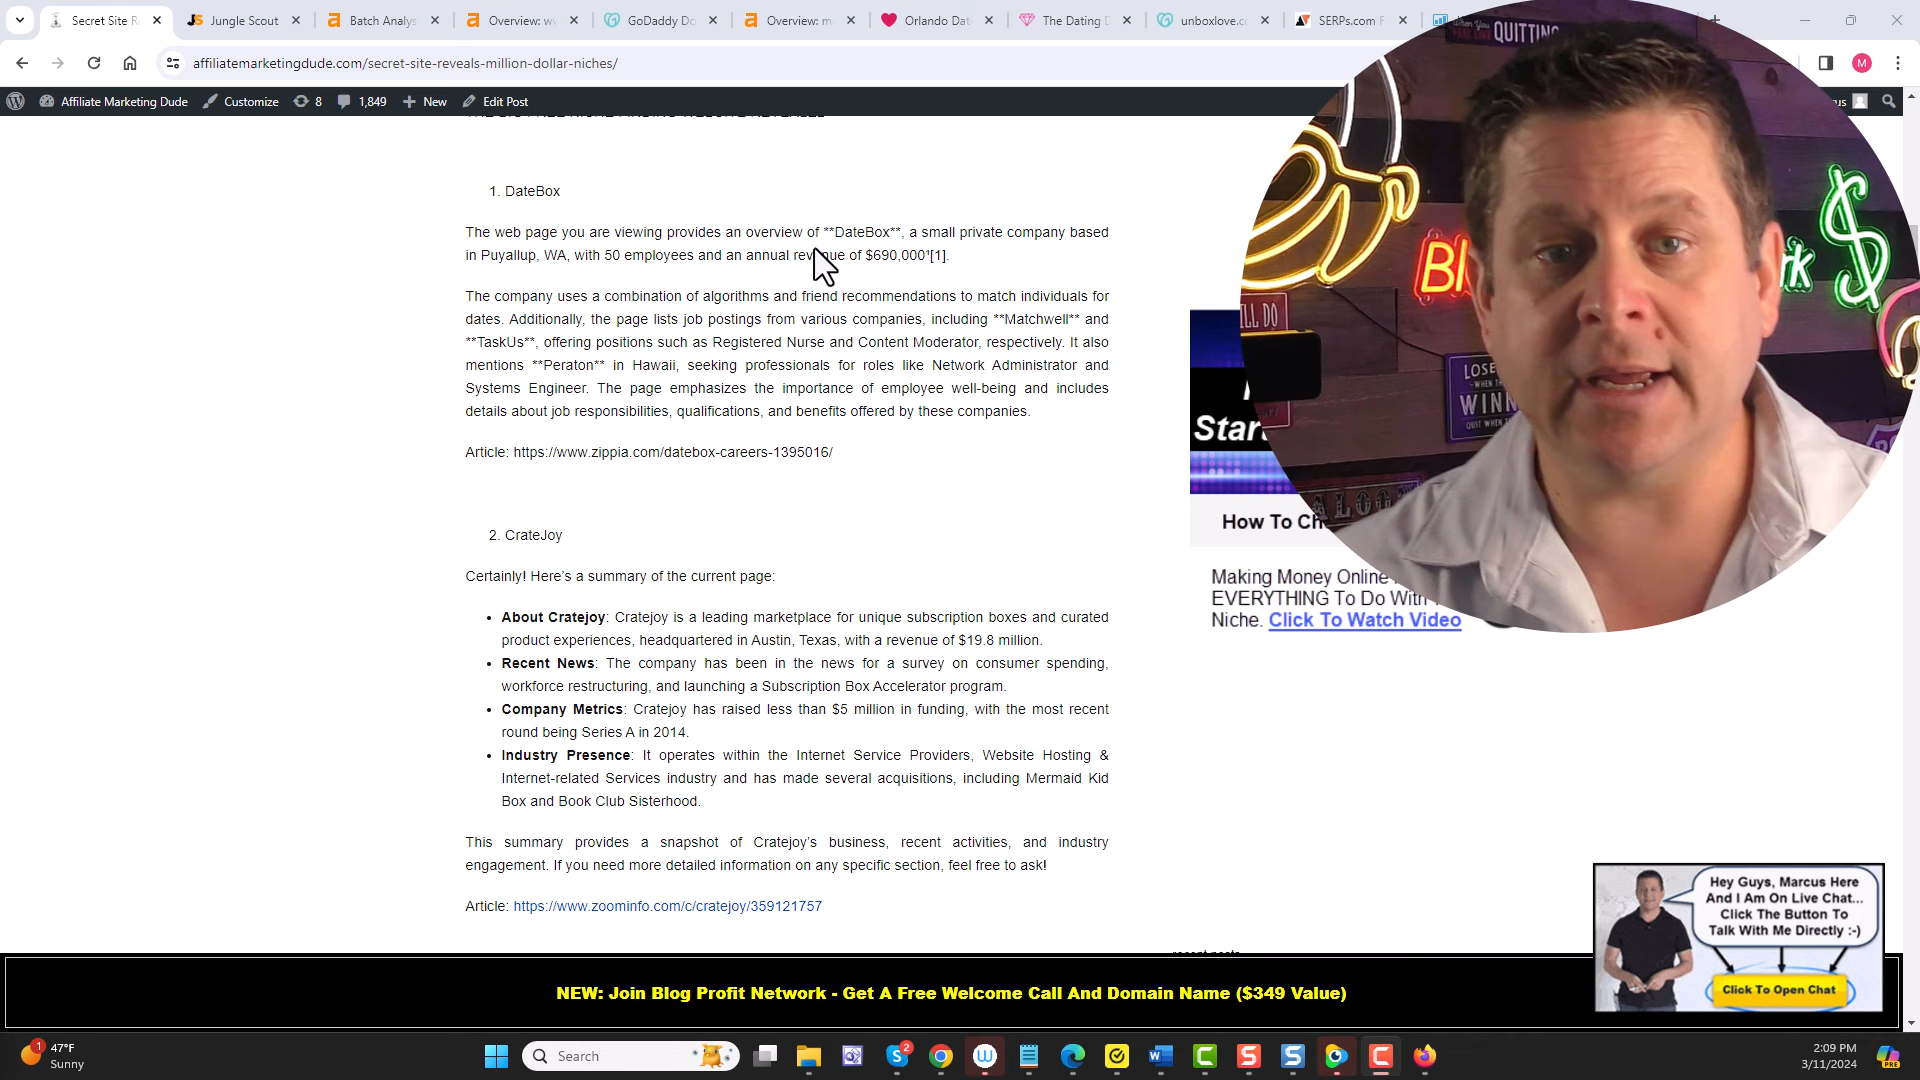 Secret Site R
Jungle Scout
Batch Analys
Overview: w
GoDaddy Do
Overview: m
Orlando Dat
The Dating D
unboxlove.c
SERPs.com F
affiliatemarketingdude.com/secret-site-reveals-million-dollar-niches/
M
Affiliate Marketing Dude
Customize
8
1,849
New
Edit Post
1. DateBox
The web page you are viewing provides an overview of **DateBox**, a small private company based
in Puyallup, WA, with 50 employees and an annual revenue of $690,000¹[1].
The company uses a combination of algorithms and friend recommendations to match individuals for
dates. Additionally, the page lists job postings from various companies, including **Matchwell** and
**TaskUs**, offering positions such as Registered Nurse and Content Moderator, respectively. It also
mentions **Peraton** in Hawaii, seeking professionals for roles like Network Administrator and
Systems Engineer. The page emphasizes the importance of employee well-being and includes
details about job responsibilities, qualifications, and benefits offered by these companies.
Article: https://www.zippia.com/datebox-careers-1395016/
2. CrateJoy
Certainly! Here’s a summary of the current page:
• About Cratejoy: Cratejoy is a leading marketplace for unique subscription boxes and curated
product experiences, headquartered in Austin, Texas, with a revenue of $19.8 million.
• Recent News: The company has been in the news for a survey on consumer spending,
workforce restructuring, and launching a Subscription Box Accelerator program.
• Company Metrics: Cratejoy has raised less than $5 million in funding, with the most recent
round being Series A in 2014.
• Industry Presence: It operates within the Internet Service Providers, Website Hosting &
Internet-related Services industry and has made several acquisitions, including Mermaid Kid
Box and Book Club Sisterhood.
This summary provides a snapshot of Cratejoy’s business, recent activities, and industry
engagement. If you need more detailed information on any specific section, feel free to ask!
Article: https://www.zoominfo.com/c/cratejoy/359121757
QUITTING
Bl
rk
$
LL DO
LOSE
WINN
QUIT WHEN
ALOO
Star
How To Ch
Making Money Online
EVERYTHING To Do With
Niche. Click To Watch Video
Hey Guys, Marcus Here
And I Am On Live Chat...
Click The Button To
Talk With Me Directly :-)
Click To Open Chat
NEW: Join Blog Profit Network - Get A Free Welcome Call And Domain Name ($349 Value)
1
47°F
Sunny
Search
2
2:09 PM
3/11/2024